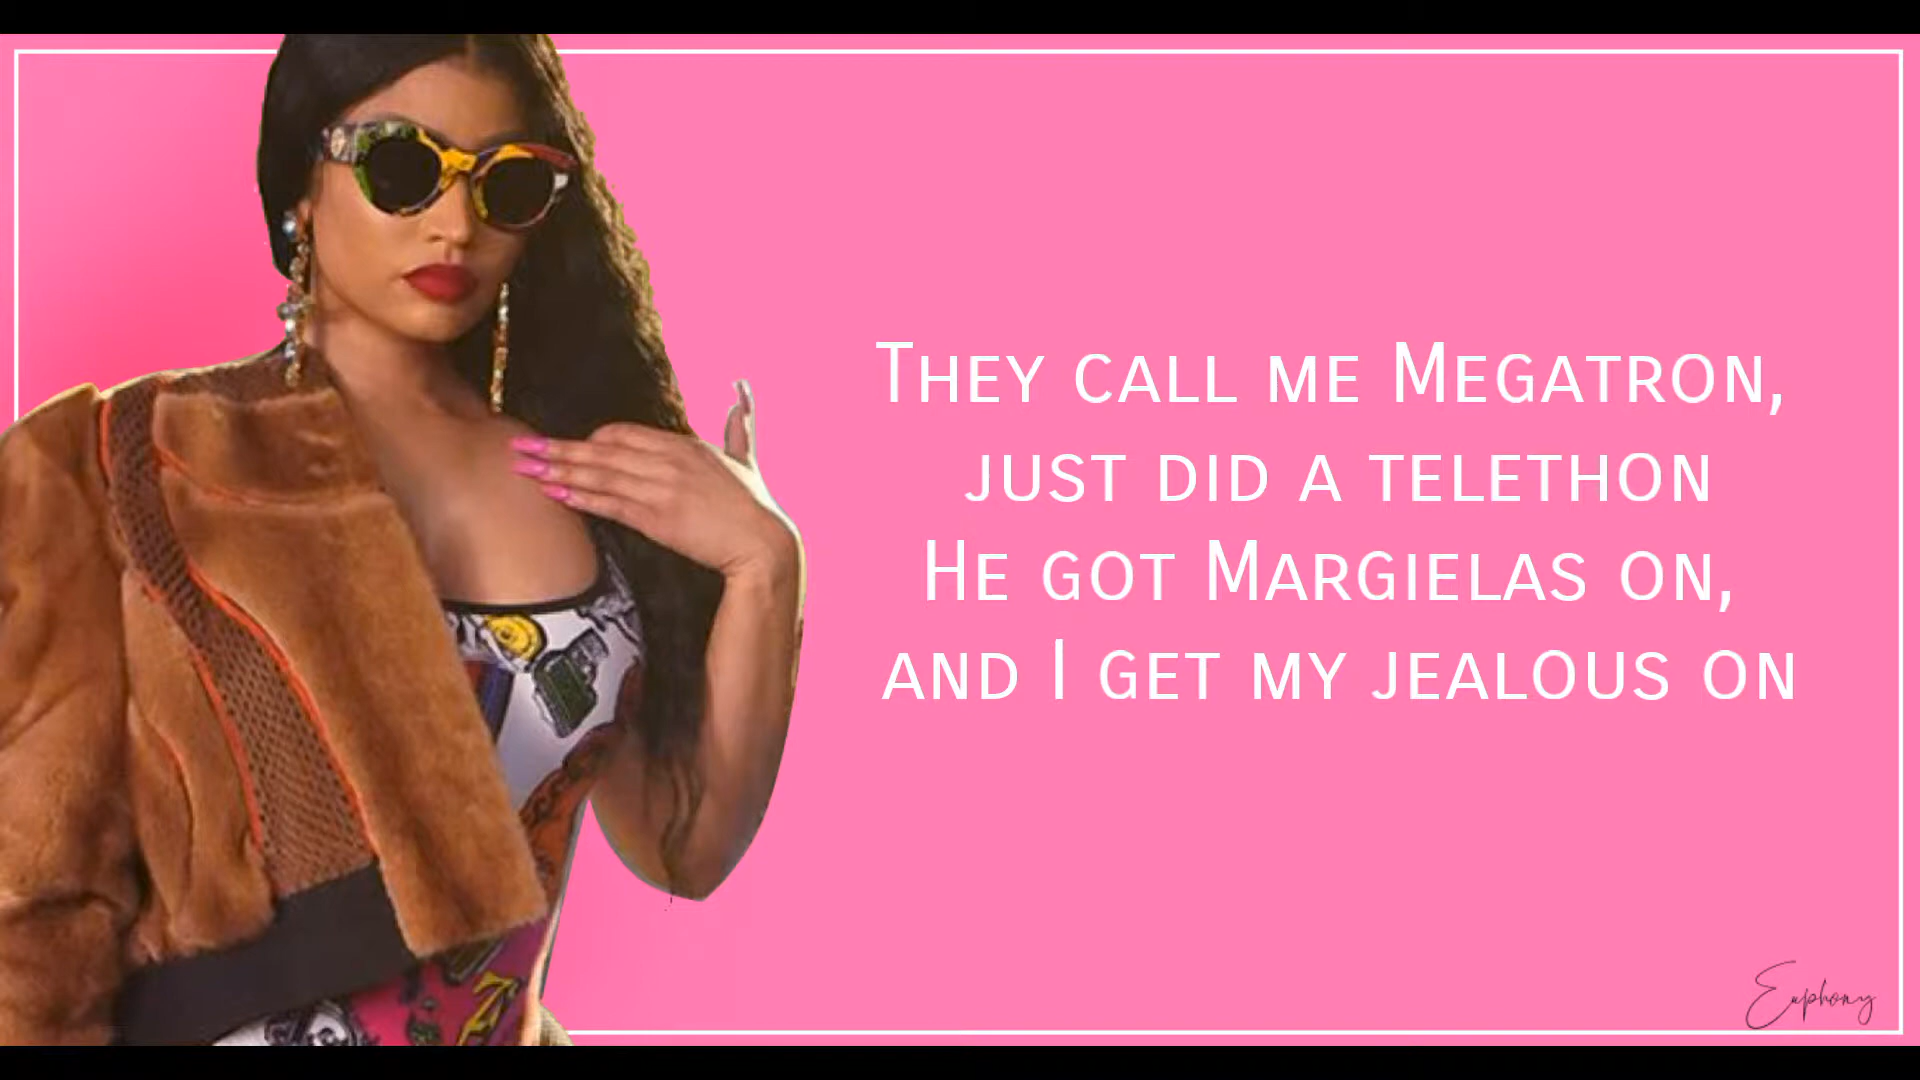 They call me Megatron,
just did a telethon
He got Margielas on,
and I get my jealous on
Euphony